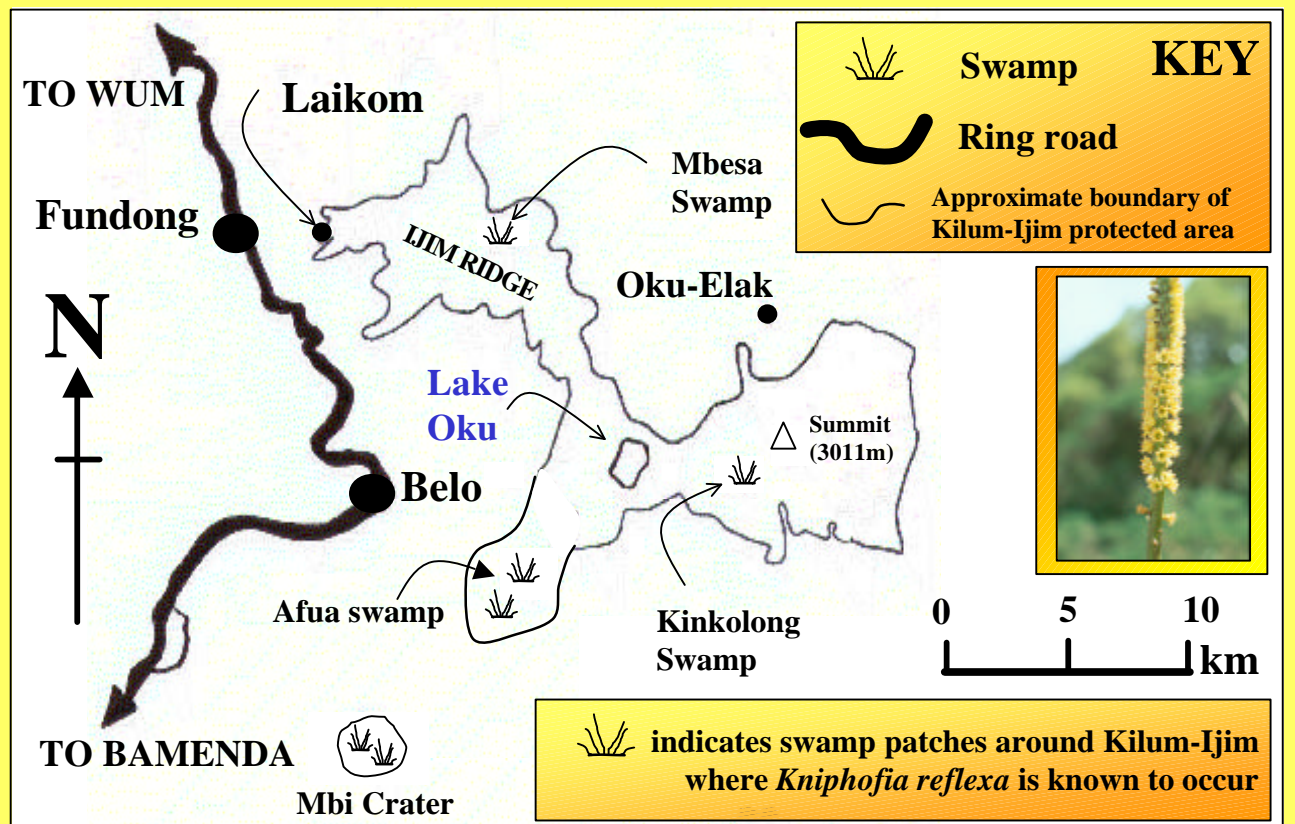 TO WUM
Laikom
Fundong
Mbesa
Swamp
IJIM RIDGE
Oku-Elak
N
Lake
Oku
Summit
(3011m)
Belo
Afua swamp
Kinkolong
Swamp
TO BAMENDA
Mbi Crater
KEY
Swamp
Ring road
Approximate boundary of
Kilum-Ijim protected area
0 5 10
km
indicates swamp patches around Kilum-Ijim
where Kniphofia reflexa is known to occur